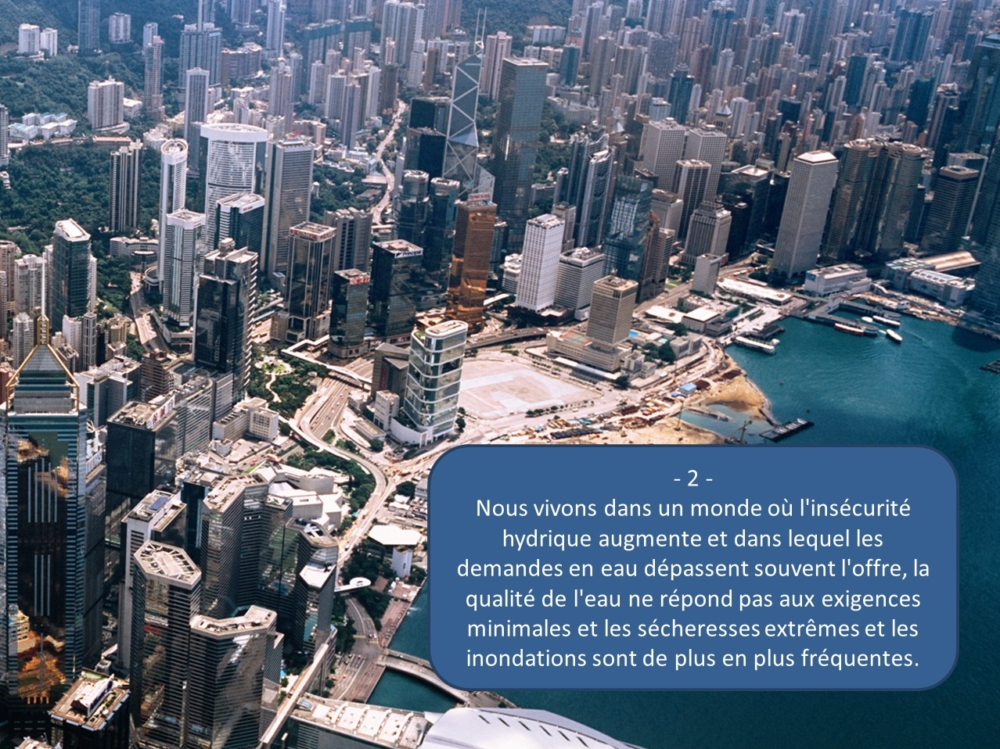 - 2 -
Nous vivons dans un monde où l'insécurité
hydrique augmente et dans lequel les
demandes en eau dépassent souvent l'offre, la
qualité de l'eau ne répond pas aux exigences
minimales et les sécheresses extrêmes et les
inondations sont de plus en plus fréquentes.